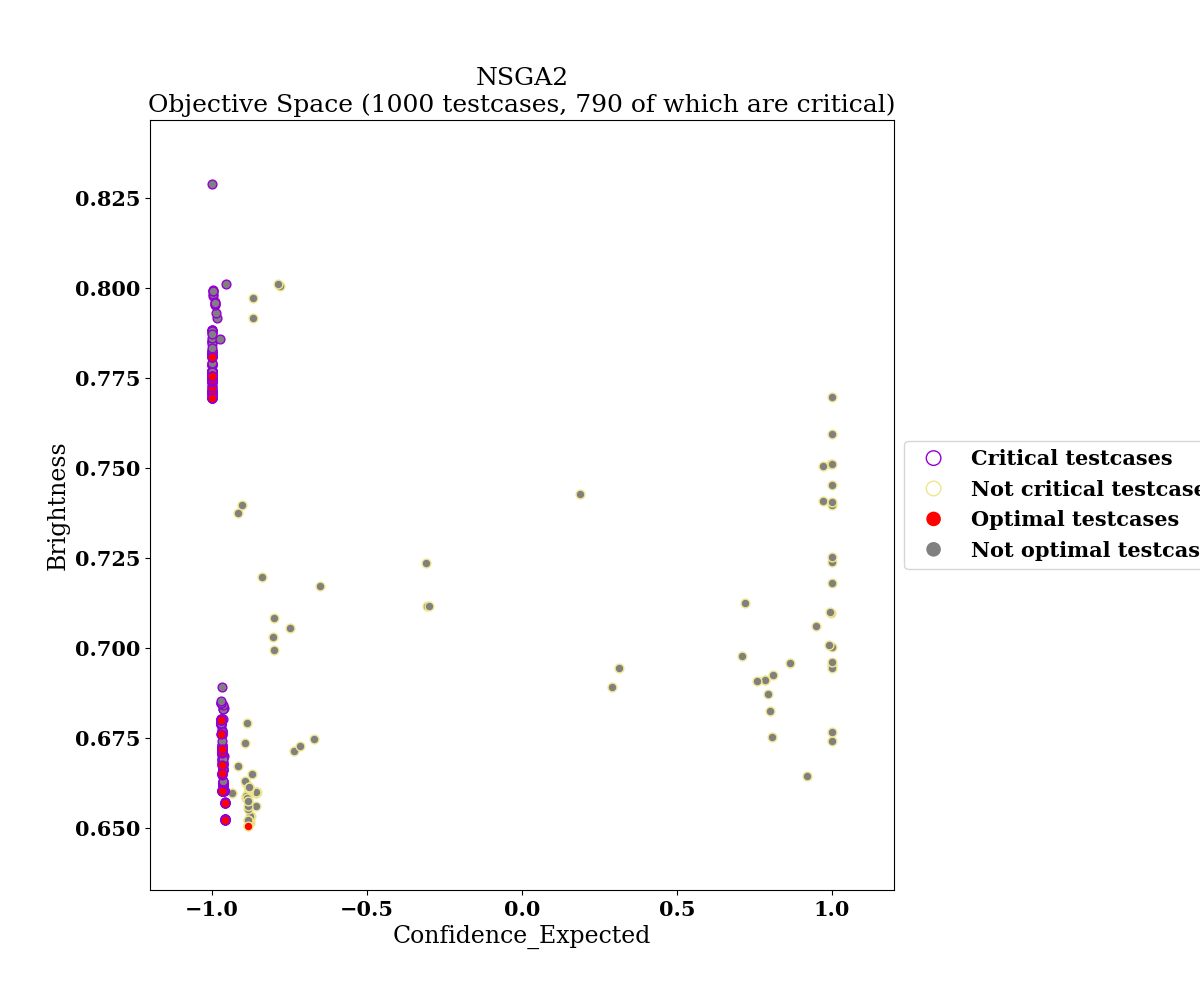 NSGA2
Objective Space (1000 testcases, 790 of which are critical)
0.825
0.800
0.775
0.750
0.725
0.700
0.675
0.650
Brightness
−1.0
−0.5
0.0
0.5
1.0
Confidence_Expected
Critical testcases
Not critical testcase
Optimal testcases
Not optimal testcas